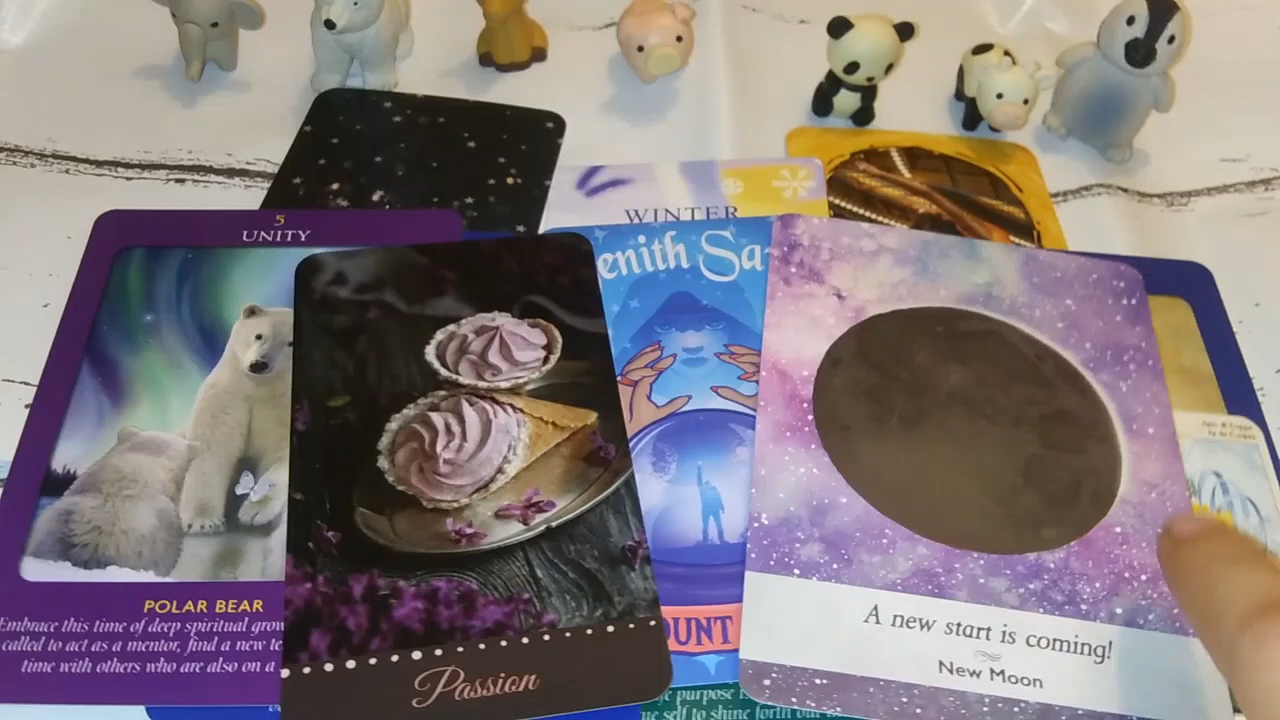 5
UNITY
WINTER
enith Sa
POLAR BEAR
Embrace this time of deep spiritual grow
called to act as a mentor, find a new te
time with others who are also on a
Passion
OUNT
A new start is coming!
New Moon
fe purpose
ue self to shine forth